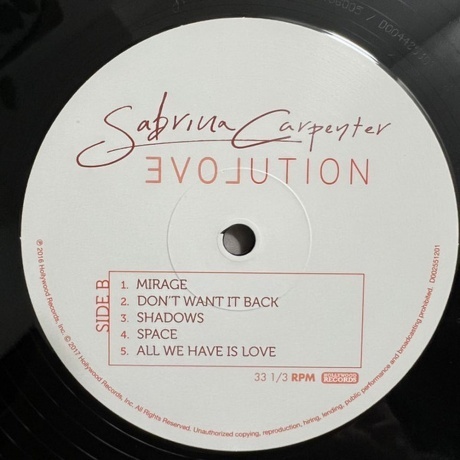 Sabrina Carpenter
EVOLUTION
SIDE B
1. MIRAGE
2. DON'T WANT IT BACK
3. SHADOWS
4. SPACE
5. ALL WE HAVE IS LOVE
33 1/3 RPM
HOLLYWOOD RECORDS
℗ 2016 Hollywood Records, Inc. © 2017 Hollywood Records, Inc. All Rights Reserved. Unauthorized copying, reproduction, hiring, lending, public performance and broadcasting prohibited. D002551201